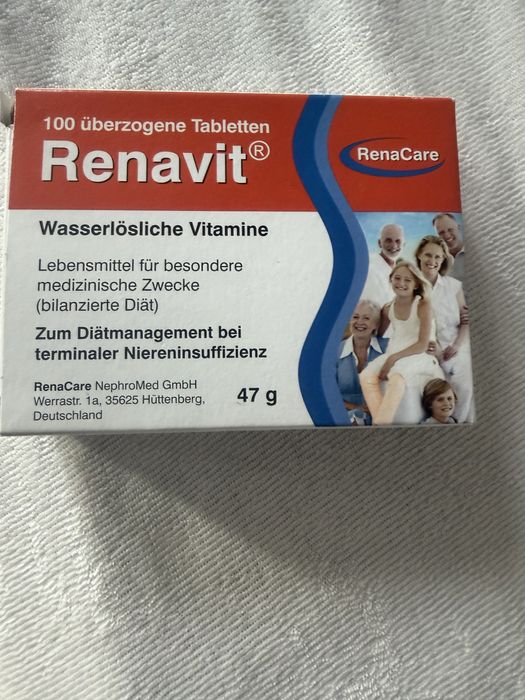 100 überzogene Tabletten
Renavit®
RenaCare
Wasserlösliche Vitamine
Lebensmittel für besondere
medizinische Zwecke
(bilanzierte Diät)
Zum Diätmanagement bei
terminaler Niereninsuffizienz
RenaCare NephroMed GmbH
Werrastr. 1a, 35625 Hüttenberg,
Deutschland
47 g